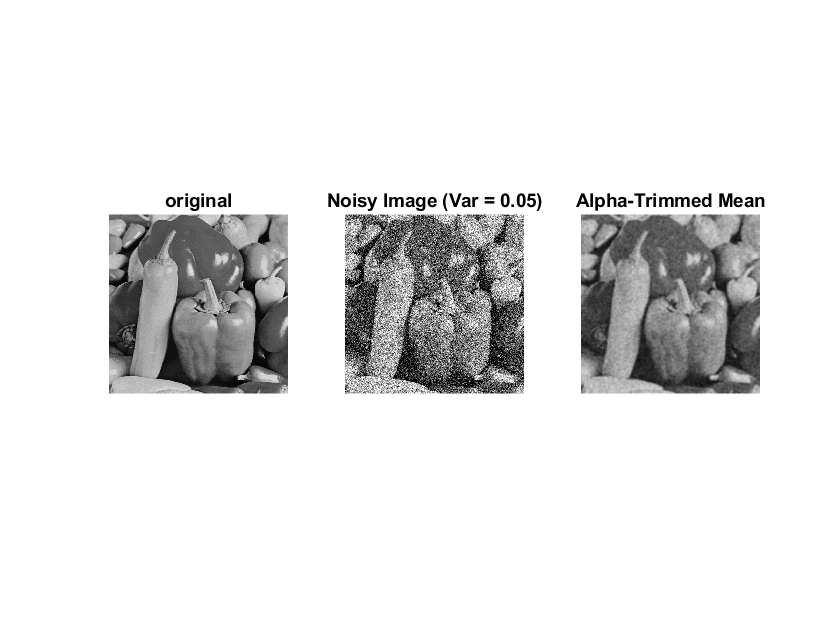 original
Noisy Image (Var = 0.05)
Alpha-Trimmed Mean